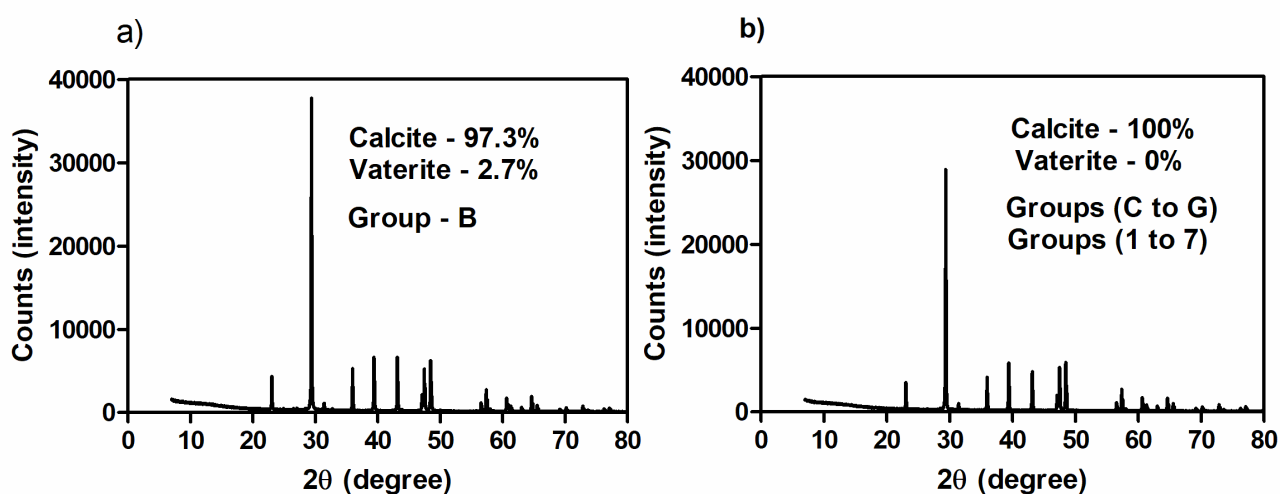 a)
40000
30000
20000
10000
0
Counts (intensity)
Calcite - 97.3%
Vaterite - 2.7%
Group - B
0 10 20 30 40 50 60 70 80
2θ (degree)
b)
40000
30000
20000
10000
0
Counts (intensity)
Calcite - 100%
Vaterite - 0%
Groups (C to G)
Groups (1 to 7)
0 10 20 30 40 50 60 70 80
2θ (degree)